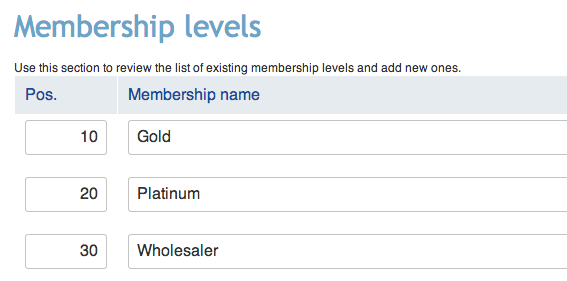 Membership levels
Use this section to review the list of existing membership levels and add new ones.
Pos. Membership name
10 Gold
20 Platinum
30 Wholesaler